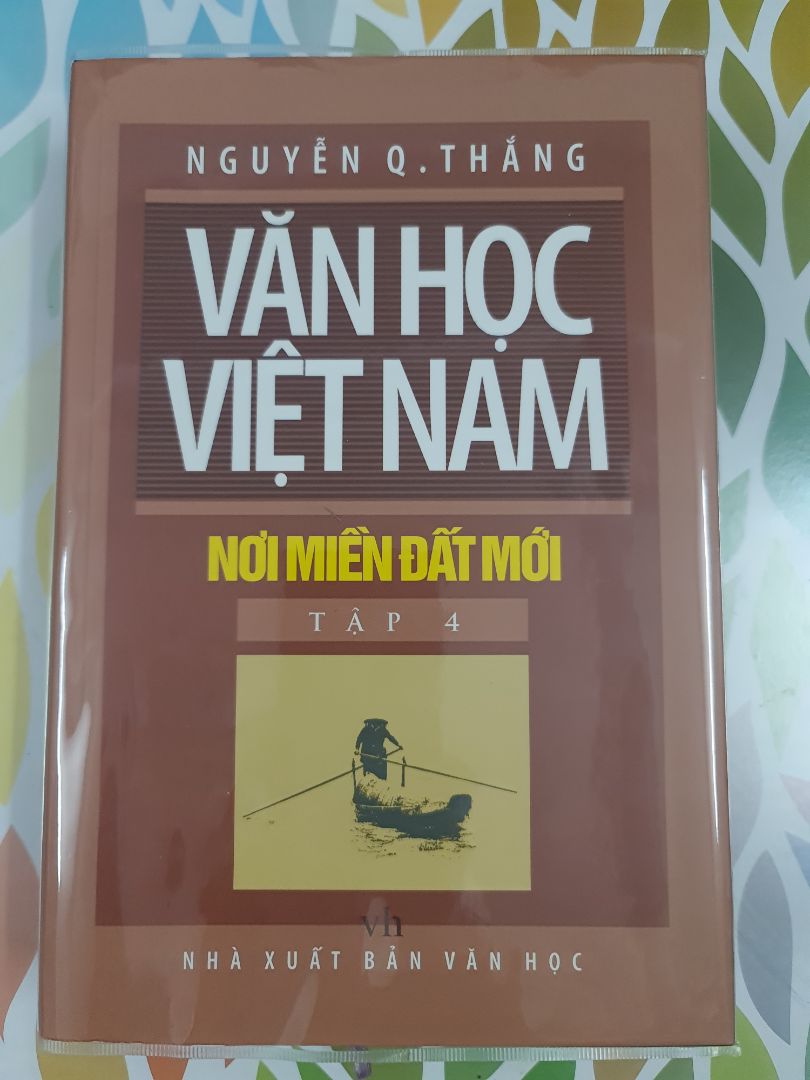 NGUYỄN Q. THẮNG
VĂN HỌC
VIỆT NAM
NƠI MIỀN ĐẤT MỚI
TẬP 4
vh
NHÀ XUẤT BẢN VĂN HỌC